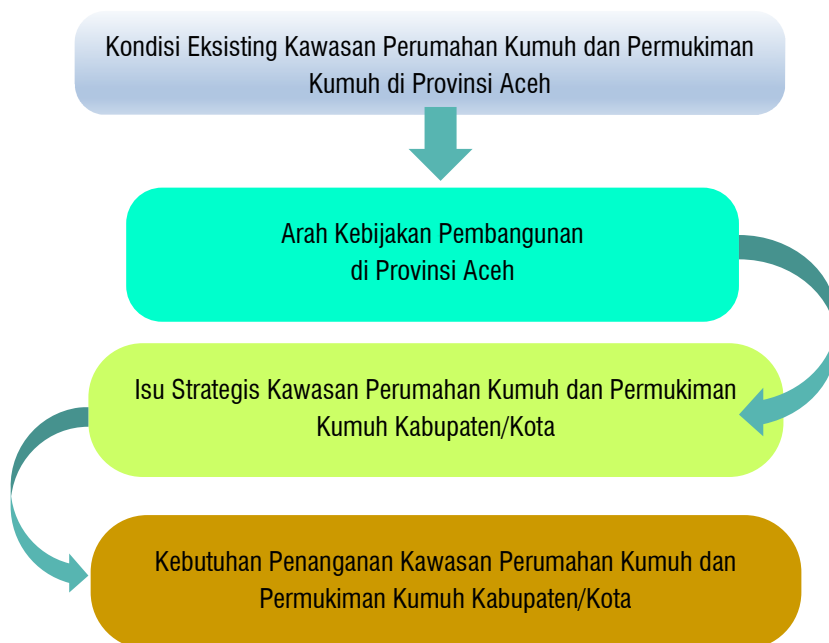 Kondisi Eksisting Kawasan Perumahan Kumuh dan Permukiman
Kumuh di Provinsi Aceh
Arah Kebijakan Pembangunan
di Provinsi Aceh
Isu Strategis Kawasan Perumahan Kumuh dan Permukiman
Kumuh Kabupaten/Kota
Kebutuhan Penanganan Kawasan Perumahan Kumuh dan
Permukiman Kumuh Kabupaten/Kota